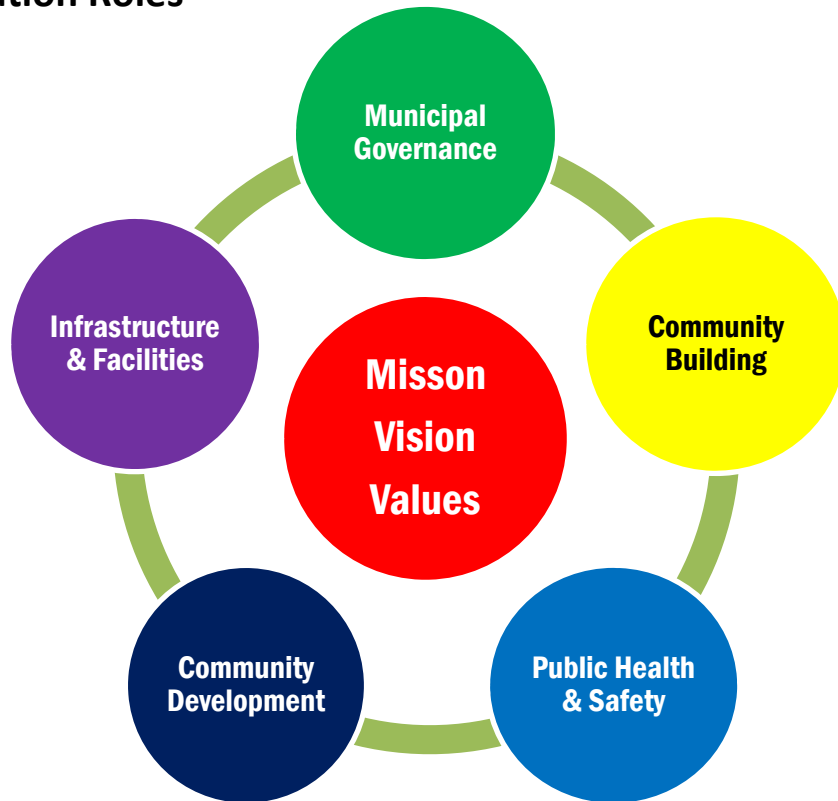 Roles
Municipal
Governance
Community
Building
Public Health
& Safety
Community
Development
Infrastructure
& Facilities
Misson
Vision
Values